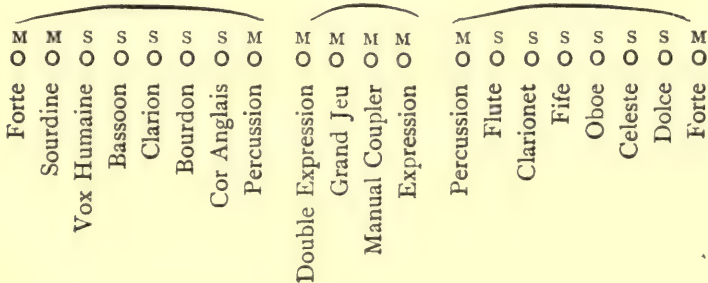 M M S S S S S M M M M M M S S S S S S M
O O O O O O O O O O O O O O O O O O O O
Forte
Sourdine
Vox Humaine
Bassoon
Clarion
Bourdon
Cor Anglais
Percussion
Double Expression
Grand Jeu
Manual Coupler
Expression
Percussion
Flute
Clarionet
Fife
Oboe
Celeste
Dolce
Forte